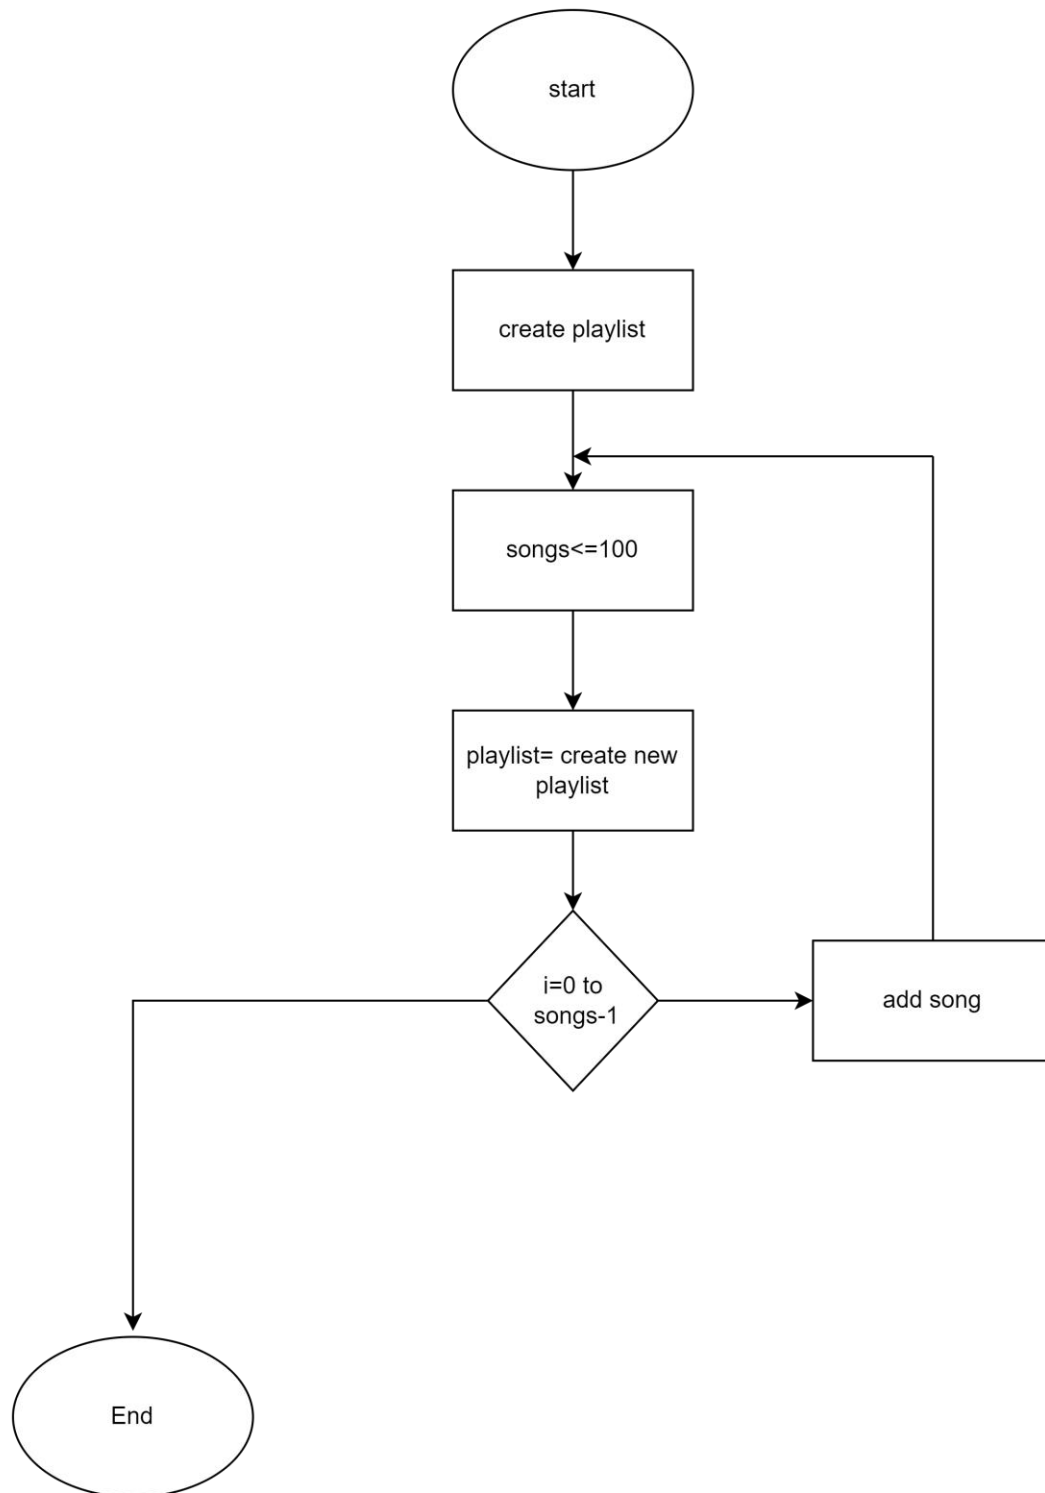 start
create playlist
songs<=100
playlist= create new
playlist
i=0 to
songs-1
add song
End